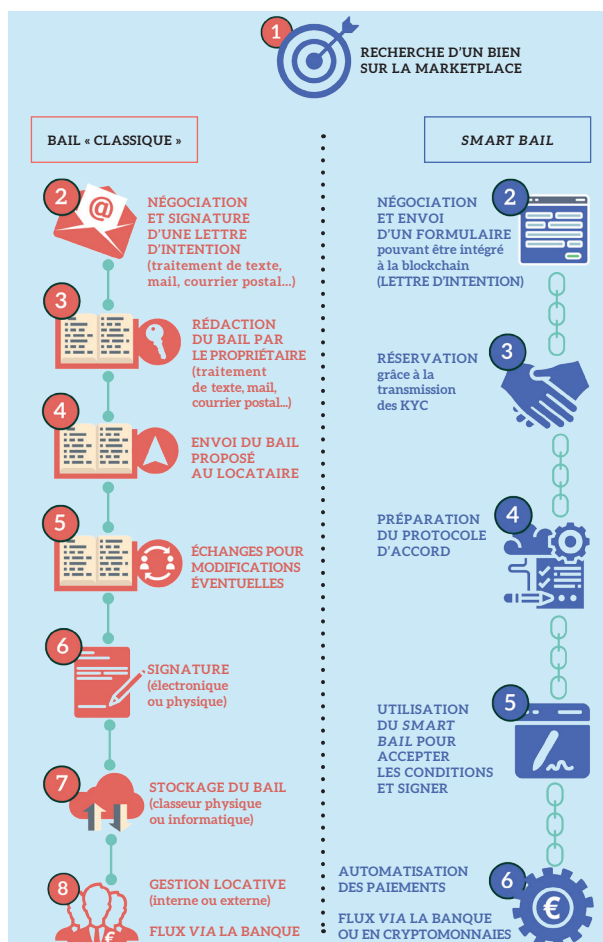 1
RECHERCHE D'UN BIEN
SUR LA MARKETPLACE
BAIL « CLASSIQUE »
2
@
NÉGOCIATION
ET SIGNATURE
D'UNE LETTRE
D'INTENTION
(traitement de texte,
mail, courrier postal...)
3
RÉDACTION
DU BAIL PAR
LE PROPRIÉTAIRE
(traitement
de texte, mail,
courrier postal...)
4
ENVOI DU BAIL
PROPOSÉ
AU LOCATAIRE
5
ÉCHANGES POUR
MODIFICATIONS
ÉVENTUELLES
6
SIGNATURE
(électronique
ou physique)
7
STOCKAGE DU BAIL
(classeur physique
ou informatique)
8
GESTION LOCATIVE
(interne ou externe)
FLUX VIA LA BANQUE
€
SMART BAIL
2
NÉGOCIATION
ET ENVOI
D'UN FORMULAIRE
pouvant être intégré
à la blockchain
(LETTRE D'INTENTION)
3
RÉSERVATION
grâce à la
transmission
des KYC
4
PRÉPARATION
DU PROTOCOLE
D'ACCORD
5
UTILISATION
DU SMART
BAIL POUR
ACCEPTER
LES CONDITIONS
ET SIGNER
6
AUTOMATISATION
DES PAIEMENTS
FLUX VIA LA BANQUE
OU EN CRYPTOMONNAIES
€